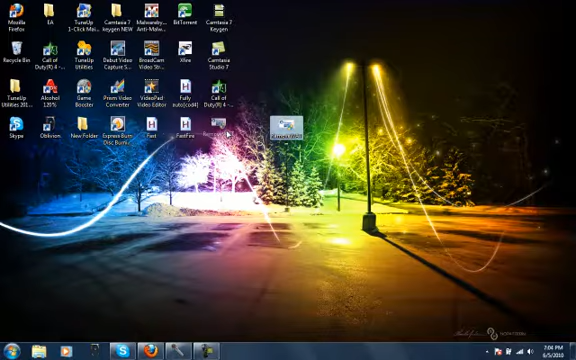 Mozilla Firefox
EA
TuneUp 1-Click Mai...
Camtasia 7 keygen NEW
Malwareby... Anti-Malw...
BitTorrent
Camtasia 7 Keygen
Recycle Bin
Call of Duty(R) 4 -...
TuneUp Utilities
Debut Video Capture S...
BroadCam Video Str...
Xfire
Camtasia Studio 7
TuneUp Utilities 201...
Alcohol 120%
Game Booster
Prism Video Converter
VideoPad Video Editor
Fully auto(cod4)
Call of Duty(R) 4 -...
Skype
Oblivion
New Folder
Express Burn Disc Burni...
Fast
FastFire
7:04 PM
6/5/2010